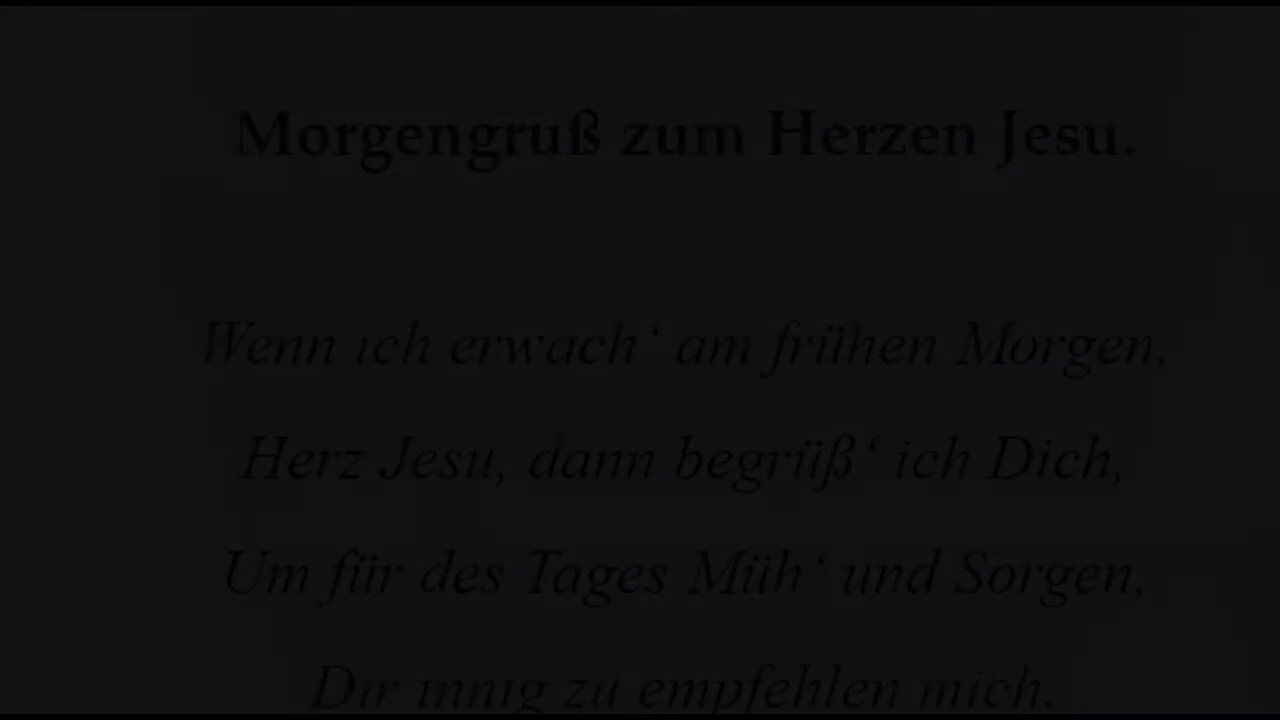 Morgengruß zum Herzen Jesu.
Wenn ich erwach‘ am frühen Morgen,
Herz Jesu, dann begrüß‘ ich Dich,
Um für des Tages Müh‘ und Sorgen,
Dir innig zu empfehlen mich.